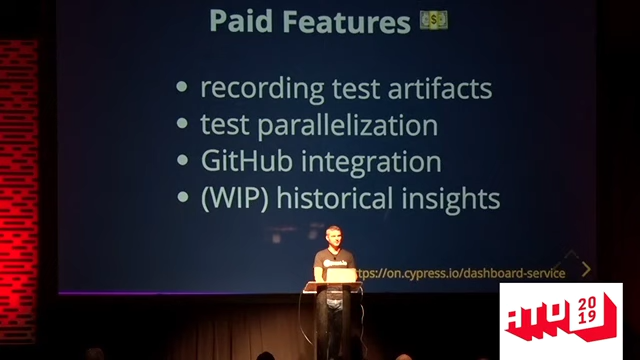 Paid Features 💵
• recording test artifacts
• test parallelization
• GitHub integration
• (WIP) historical insights
ttps://on.cypress.io/dashboard-service
ATO 2019